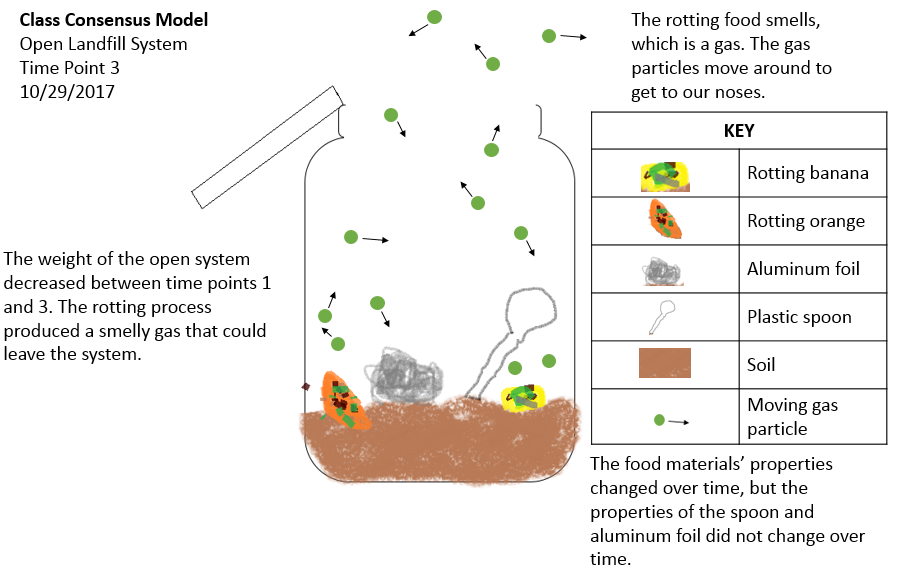 Class Consensus Model
Open Landfill System
Time Point 3
10/29/2017
The rotting food smells,
which is a gas. The gas
particles move around to
get to our noses.
The weight of the open system
decreased between time points 1
and 3. The rotting process
produced a smelly gas that could
leave the system.
KEY
Rotting banana
Rotting orange
Aluminum foil
Plastic spoon
Soil
Moving gas
particle
The food materials’ properties
changed over time, but the
properties of the spoon and
aluminum foil did not change over
time.